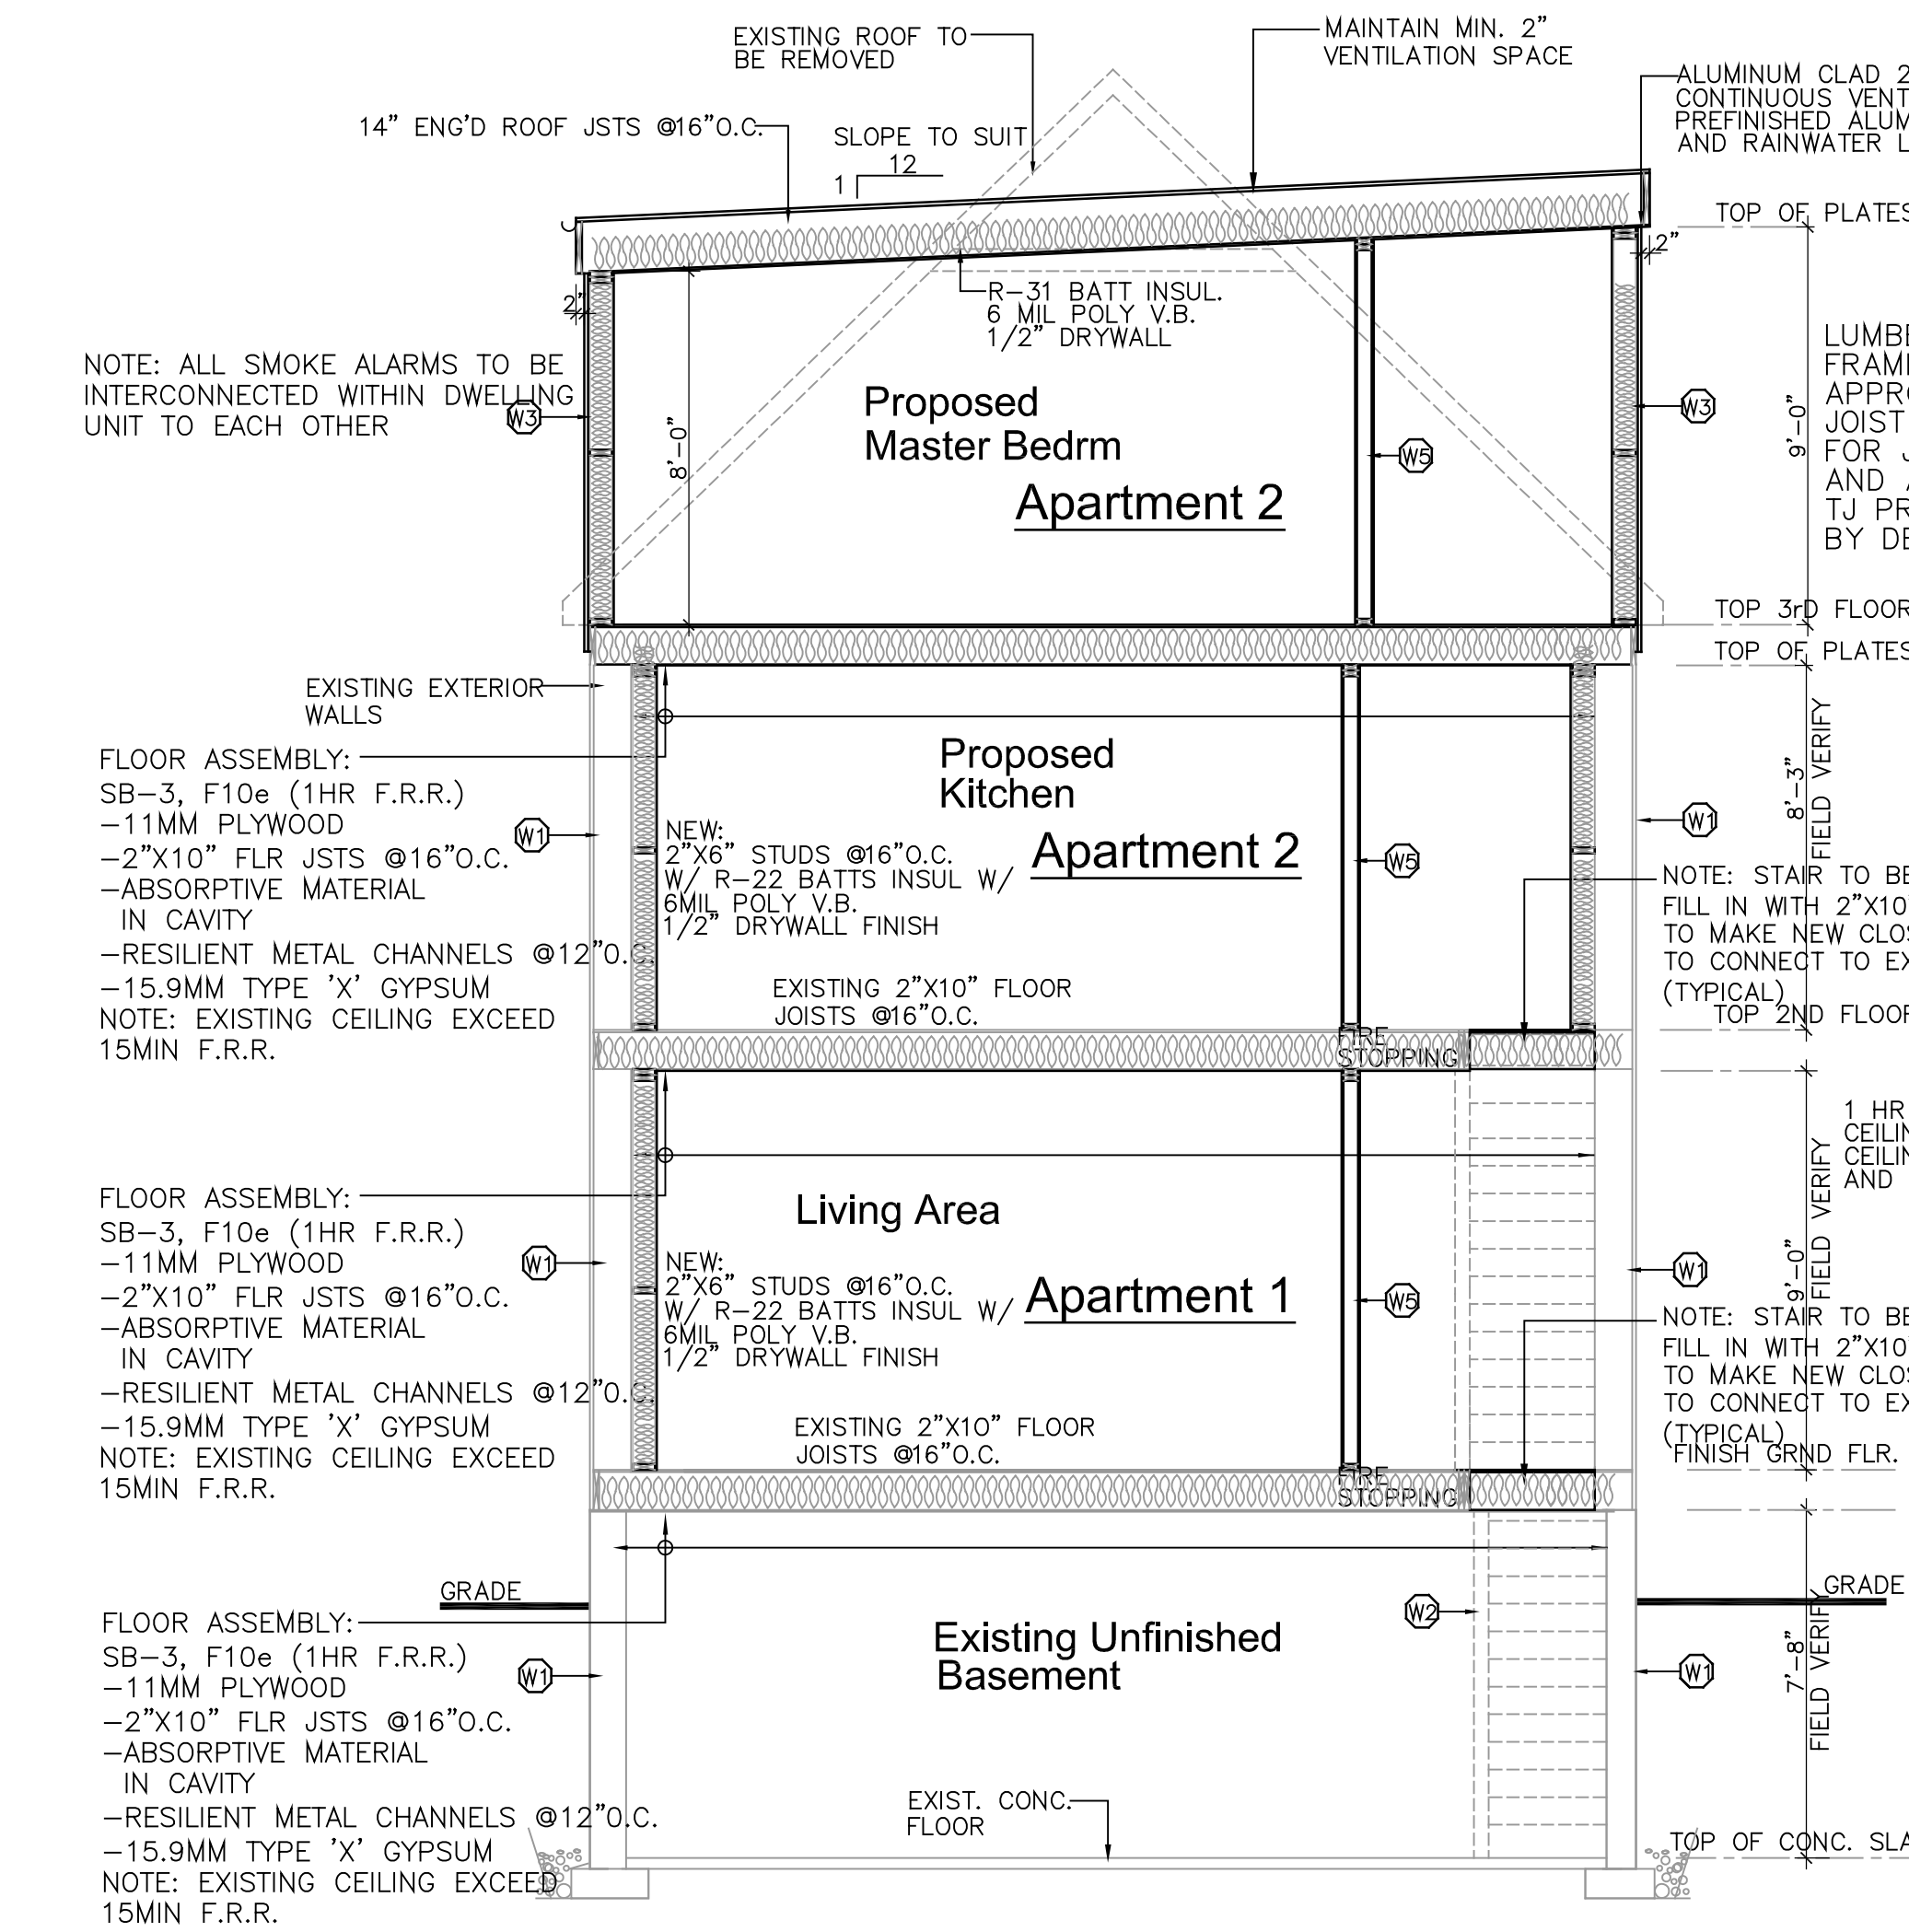 EXISTING ROOF TO
BE REMOVED
MAINTAIN MIN. 2"
VENTILATION SPACE
ALUMINUM CLAD 2
CONTINUOUS VENT
PREFINISHED ALUM
AND RAINWATER L
14" ENG'D ROOF JSTS @16"O.C.
SLOPE TO SUIT
12
1
TOP OF PLATES
2"
2"
R-31 BATT INSUL.
6 MIL POLY V.B.
1/2" DRYWALL
NOTE: ALL SMOKE ALARMS TO BE
INTERCONNECTED WITHIN DWELLING
UNIT TO EACH OTHER
W3
8'-0"
Proposed
Master Bedrm
Apartment 2
W5
W3
9'-0"
LUMBE
FRAMI
APPRO
JOIST
FOR J
AND A
TJ PR
BY DE
TOP 3rD FLOOR
TOP OF PLATES
EXISTING EXTERIOR
WALLS
FLOOR ASSEMBLY:
SB-3, F10e (1HR F.R.R.)
-11MM PLYWOOD
-2"X10" FLR JSTS @16"O.C.
-ABSORPTIVE MATERIAL
IN CAVITY
-RESILIENT METAL CHANNELS @12"O.C.
-15.9MM TYPE 'X' GYPSUM
NOTE: EXISTING CEILING EXCEED
15MIN F.R.R.
W1
Proposed
Kitchen
Apartment 2
NEW:
2"X6" STUDS @16"O.C.
W/ R-22 BATTS INSUL W/
6MIL POLY V.B.
1/2" DRYWALL FINISH
W5
W1
8'-3"
FIELD VERIFY
EXISTING 2"X10" FLOOR
JOISTS @16"O.C.
FIRE
STOPPING
NOTE: STAIR TO BE
FILL IN WITH 2"X10"
TO MAKE NEW CLOS
TO CONNECT TO EX
(TYPICAL)
TOP 2ND FLOOR
FLOOR ASSEMBLY:
SB-3, F10e (1HR F.R.R.)
-11MM PLYWOOD
-2"X10" FLR JSTS @16"O.C.
-ABSORPTIVE MATERIAL
IN CAVITY
-RESILIENT METAL CHANNELS @12"O.C.
-15.9MM TYPE 'X' GYPSUM
NOTE: EXISTING CEILING EXCEED
15MIN F.R.R.
W1
Living Area
Apartment 1
NEW:
2"X6" STUDS @16"O.C.
W/ R-22 BATTS INSUL W/
6MIL POLY V.B.
1/2" DRYWALL FINISH
W5
W1
1 HR
CEILIN
CEILIN
AND
9'-0"
FIELD VERIFY
EXISTING 2"X10" FLOOR
JOISTS @16"O.C.
FIRE
STOPPING
NOTE: STAIR TO BE
FILL IN WITH 2"X10"
TO MAKE NEW CLOS
TO CONNECT TO EX
(TYPICAL)
FINISH GRND FLR.
GRADE
GRADE
FLOOR ASSEMBLY:
SB-3, F10e (1HR F.R.R.)
-11MM PLYWOOD
-2"X10" FLR JSTS @16"O.C.
-ABSORPTIVE MATERIAL
IN CAVITY
-RESILIENT METAL CHANNELS @12"O.C.
-15.9MM TYPE 'X' GYPSUM
NOTE: EXISTING CEILING EXCEED
15MIN F.R.R.
W1
Existing Unfinished
Basement
W2
W1
7'-8"
FIELD VERIFY
EXIST. CONC.
FLOOR
TOP OF CONC. SLA